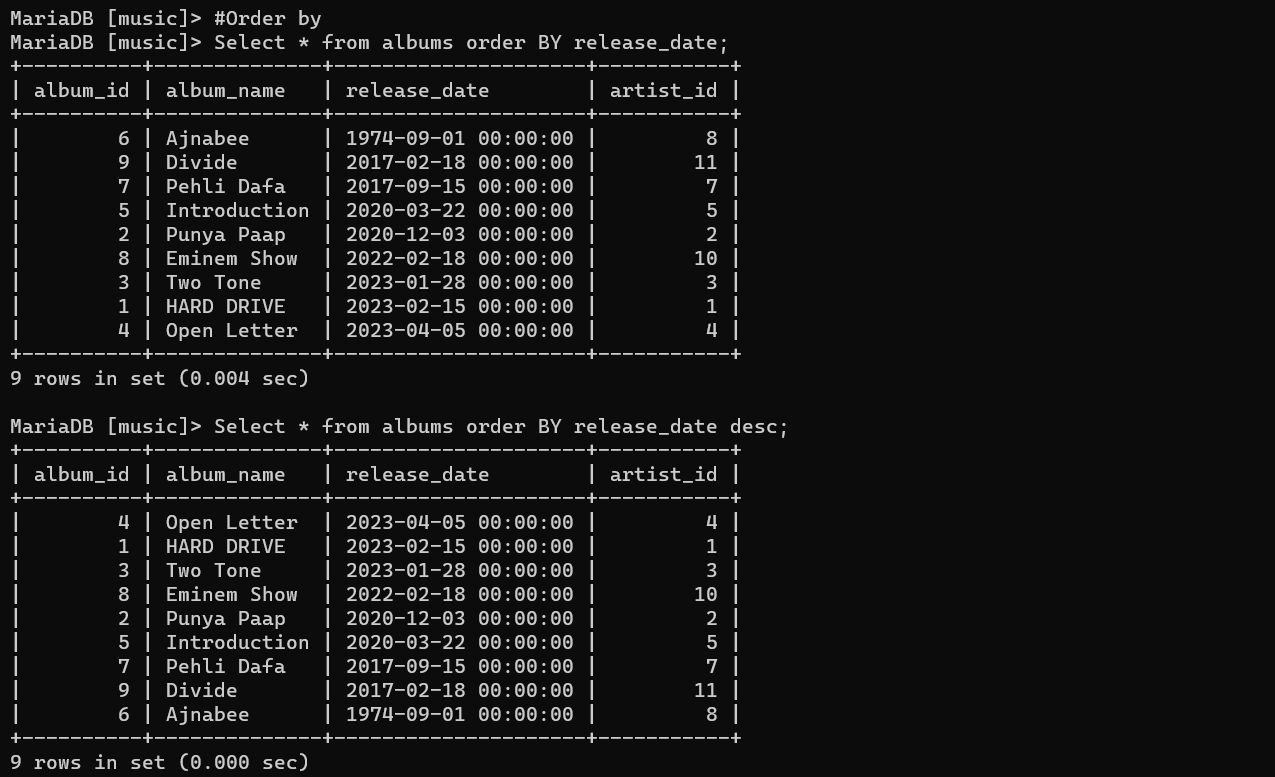 MariaDB [music]> #Order by
MariaDB [music]> Select * from albums order BY release_date;
+----------+--------------+---------------------+-----------+
| album_id | album_name   | release_date        | artist_id |
+----------+--------------+---------------------+-----------+
|        6 | Ajnabee      | 1974-09-01 00:00:00 |         8 |
|        9 | Divide       | 2017-02-18 00:00:00 |        11 |
|        7 | Pehli Dafa   | 2017-09-15 00:00:00 |         7 |
|        5 | Introduction | 2020-03-22 00:00:00 |         5 |
|        2 | Punya Paap   | 2020-12-03 00:00:00 |         2 |
|        8 | Eminem Show  | 2022-02-18 00:00:00 |        10 |
|        3 | Two Tone     | 2023-01-28 00:00:00 |         3 |
|        1 | HARD DRIVE   | 2023-02-15 00:00:00 |         1 |
|        4 | Open Letter  | 2023-04-05 00:00:00 |         4 |
+----------+--------------+---------------------+-----------+
9 rows in set (0.004 sec)

MariaDB [music]> Select * from albums order BY release_date desc;
+----------+--------------+---------------------+-----------+
| album_id | album_name   | release_date        | artist_id |
+----------+--------------+---------------------+-----------+
|        4 | Open Letter  | 2023-04-05 00:00:00 |         4 |
|        1 | HARD DRIVE   | 2023-02-15 00:00:00 |         1 |
|        3 | Two Tone     | 2023-01-28 00:00:00 |         3 |
|        8 | Eminem Show  | 2022-02-18 00:00:00 |        10 |
|        2 | Punya Paap   | 2020-12-03 00:00:00 |         2 |
|        5 | Introduction | 2020-03-22 00:00:00 |         5 |
|        7 | Pehli Dafa   | 2017-09-15 00:00:00 |         7 |
|        9 | Divide       | 2017-02-18 00:00:00 |        11 |
|        6 | Ajnabee      | 1974-09-01 00:00:00 |         8 |
+----------+--------------+---------------------+-----------+
9 rows in set (0.000 sec)